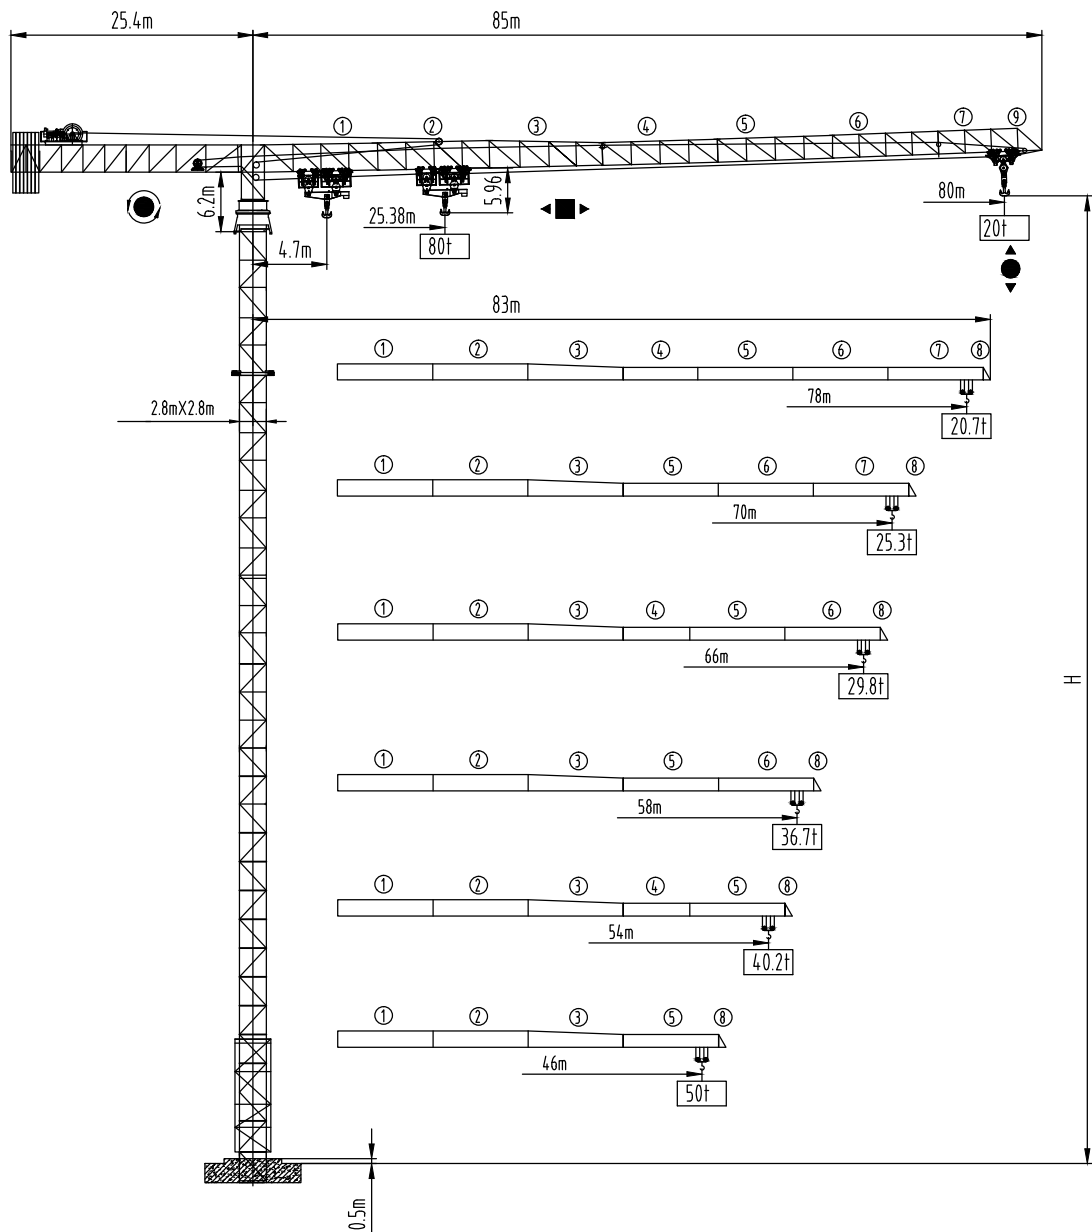 25.4m 85m
① ② ③ ④ ⑤ ⑥ ⑦ ⑨
6.2m 5.96 80m
25.38m
80t 20t
4.7m
83m
① ② ③ ④ ⑤ ⑥ ⑦ ⑧
78m
2.8mX2.8m
20.7t
① ② ③ ⑤ ⑥ ⑦ ⑧
70m
25.3t
① ② ③ ④ ⑤ ⑥ ⑧
66m
H
29.8t
① ② ③ ⑤ ⑥ ⑧
58m
36.7t
① ② ③ ④ ⑤ ⑧
54m
40.2t
① ② ③ ⑤ ⑧
46m
50t
0.5m